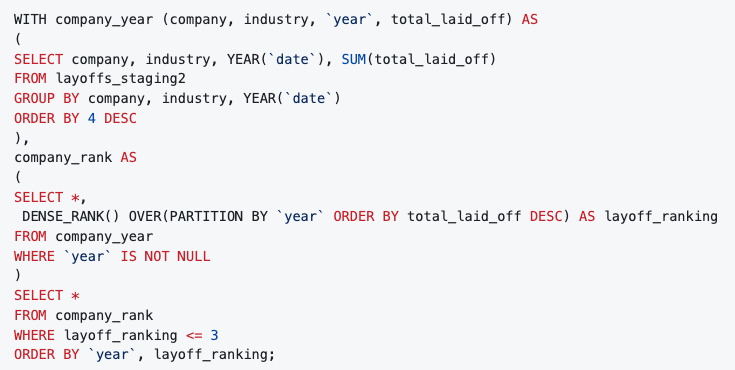 WITH company_year (company, industry, `year`, total_laid_off) AS
(
SELECT company, industry, YEAR(`date`), SUM(total_laid_off)
FROM layoffs_staging2
GROUP BY company, industry, YEAR(`date`)
ORDER BY 4 DESC
),
company_rank AS
(
SELECT *,
 DENSE_RANK() OVER(PARTITION BY `year` ORDER BY total_laid_off DESC) AS layoff_ranking
FROM company_year
WHERE `year` IS NOT NULL
)
SELECT *
FROM company_rank
WHERE layoff_ranking <= 3
ORDER BY `year`, layoff_ranking;